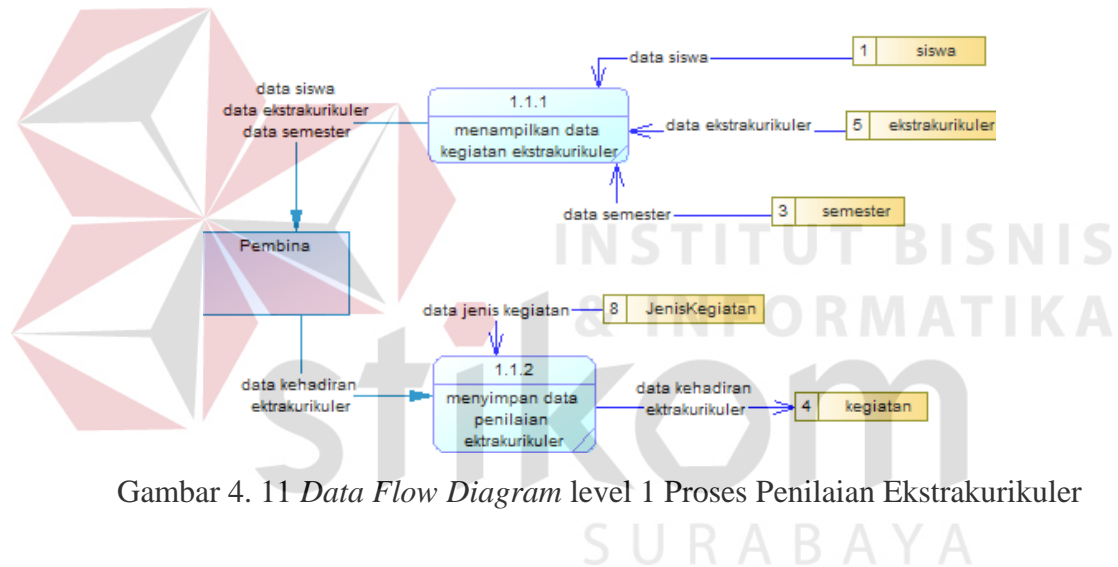 data siswa
1 siswa
data siswa
data ekstrakurikuler
data semester
1.1.1
menampilkan data
kegiatan ekstrakurikuler
data ekstrakurikuler
5 ekstrakurikuler
data semester
3 semester
Pembina
INSTITUT BISNIS
& INFORMATIKA
stikom
SURABAYA
data jenis kegiatan
8 JenisKegiatan
1.1.2
menyimpan data
penilaian
ektrakurikuler
data kehadiran
ektrakurikuler
data kehadiran
ektrakurikuler
4 kegiatan
Gambar 4. 11 Data Flow Diagram level 1 Proses Penilaian Ekstrakurikuler